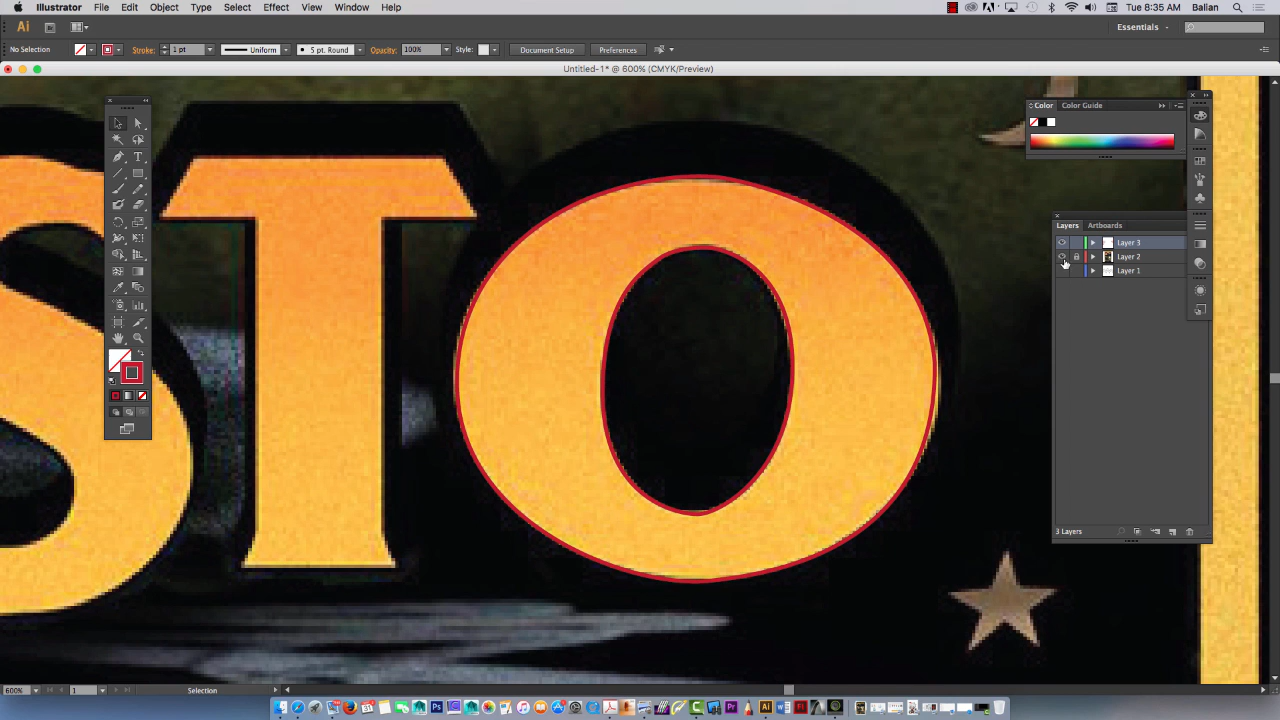 Illustrator File Edit Object Type Select Effect View Window Help Tue 8:35 AM Balian
Ai Essentials
No Selection Stroke: 1 pt Uniform 5 pt. Round Opacity: 100% Style: Document Setup Preferences
Untitled-1* @ 600% (CMYK/Preview)
Color Color Guide
STO
Layers Artboards
Layer 3
Layer 2
Layer 1
3 Layers
600% 1 Selection